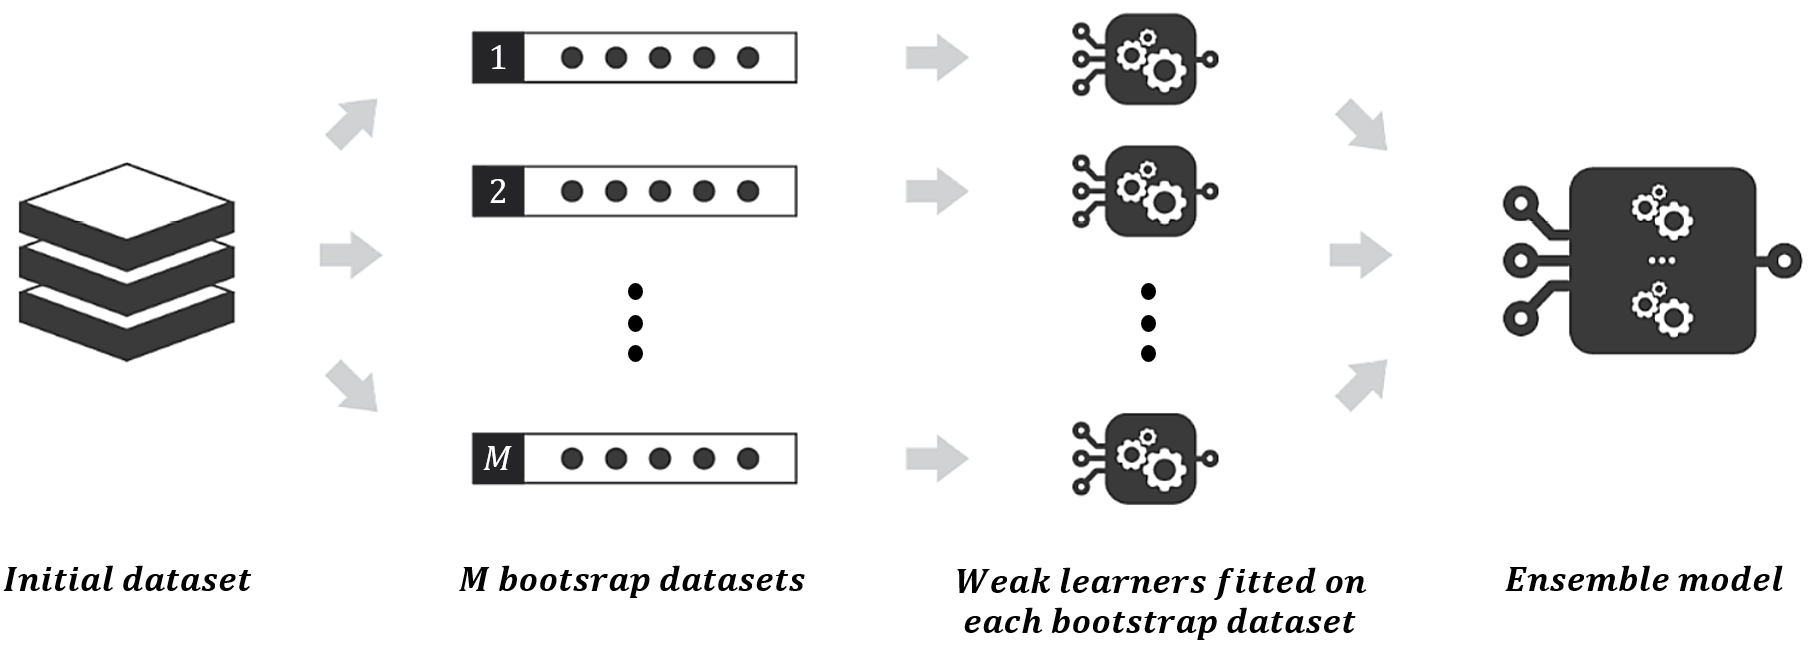 1
2
M
Initial dataset
M bootsrap datasets
Weak learners fitted on
each bootstrap dataset
Ensemble model